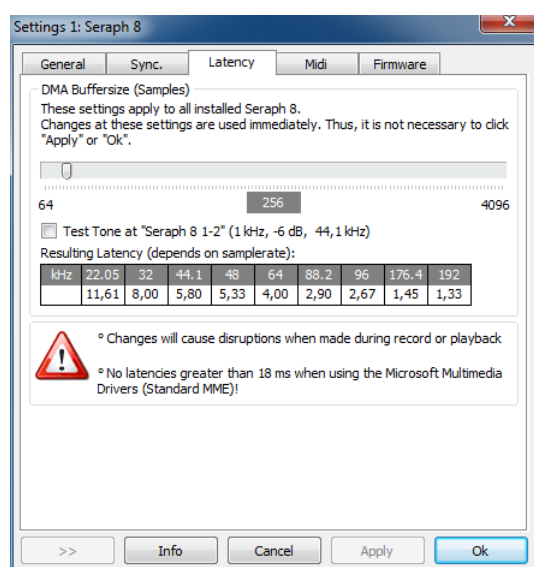 Settings 1: Seraph 8
General Sync. Latency Midi Firmware
DMA Buffersize (Samples)
These settings apply to all installed Seraph 8.
Changes at these settings are used immediately. Thus, it is not necessary to click
"Apply" or "Ok".
64 256 4096
Test Tone at "Seraph 8 1-2" (1 kHz, -6 dB, 44,1 kHz)
Resulting Latency (depends on samplerate):
kHz 22.05 32 44.1 48 64 88.2 96 176.4 192
11,61 8,00 5,80 5,33 4,00 2,90 2,67 1,45 1,33
° Changes will cause disruptions when made during record or playback
° No latencies greater than 18 ms when using the Microsoft Multimedia
Drivers (Standard MME)!
>> Info Cancel Apply Ok